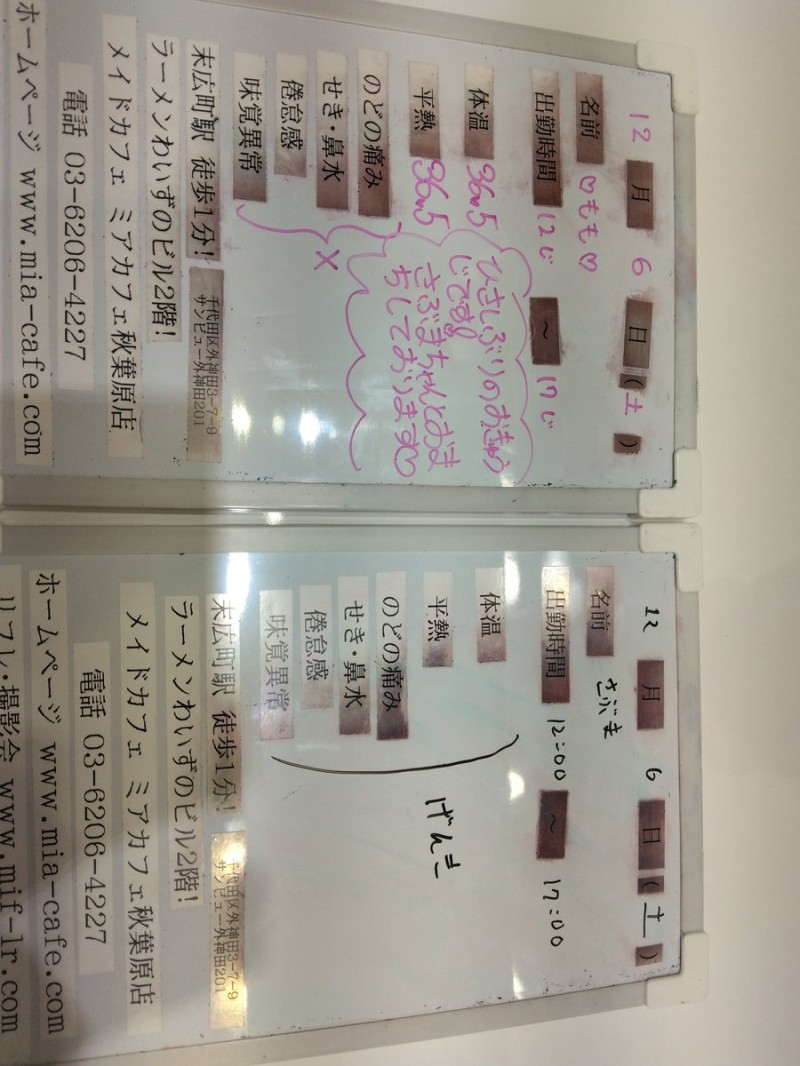 12 月 6 日 (土)
名前 ♡もも♡
出勤時間 12じ 〜 17じ
体温 36.5
平熱 36.5
ひさしぶりのおきゅうじです
さぶまちゃんとおまちしております♡
のどの痛み
せき・鼻水
倦怠感
味覚異常
×
末広町駅 徒歩1分!
千代田区外神田3-7-9
サンビュー外神田201
ラーメンわいずのビル2階!
メイドカフェ ミアカフェ秋葉原店
電話 03-6206-4227
ホームページ www.mia-cafe.com
12 月 6 日 (土)
名前 さぶま
出勤時間 12:00 〜 17:00
体温
平熱
のどの痛み
せき・鼻水
倦怠感
味覚異常
げんき
末広町駅 徒歩1分!
千代田区外神田3-7-9
サンビュー外神田201
ラーメンわいずのビル2階!
メイドカフェ ミアカフェ秋葉原店
電話 03-6206-4227
ホームページ www.mia-cafe.com
リフレ・撮影会 www.mif-lr.com